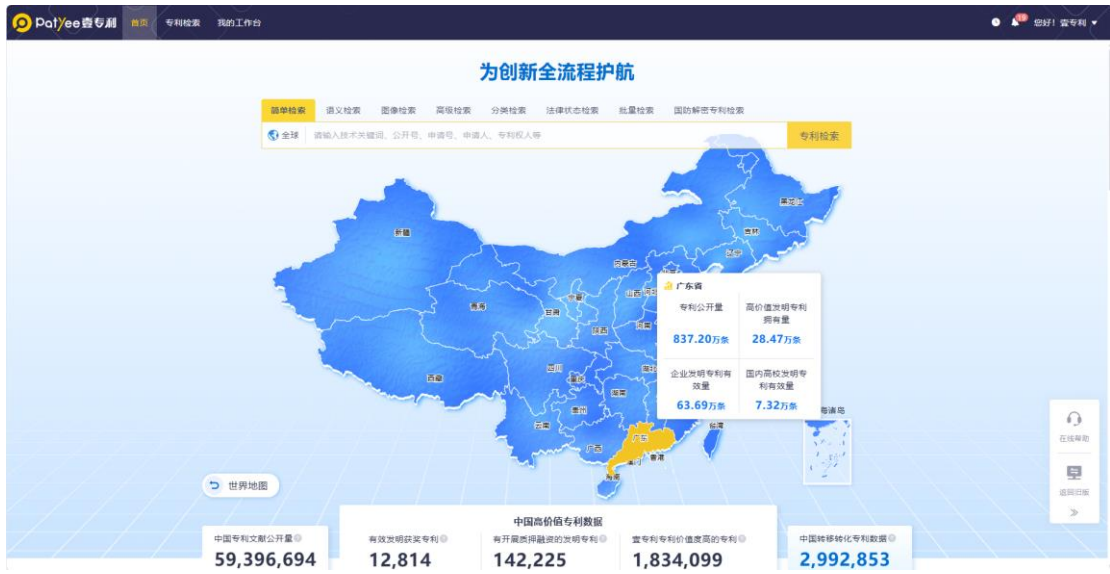 Patyee壹专利 首页 专利检索 我的工作台 19 您好！壹专利
为创新全流程护航
简单检索 语义检索 图像检索 高级检索 分类检索 法律状态检索 批量检索 国防解密专利检索
全球 请输入技术关键词、公开号、申请号、申请人、专利权人等 专利检索
黑龙江
吉林
新疆
辽宁
内蒙古
广东省
山西
宁夏
专利公开量 高价值发明专利
拥有量
青海
甘肃
陕西
河南
837.20万条 28.47万条
四川
重庆
西藏
企业发明专利有
效量
国内高校发明专
利有效量
湖南
63.69万条 7.32万条
贵州
云南
海诸岛
台湾
广东
广西
香港
澳门
海南
在线帮助
返回旧版
世界地图
中国高价值专利数据
中国专利文献公开量 有效发明获奖专利 有开展质押融资的发明专利 壹专利专利价值度高的专利 中国转移转化专利数据
59,396,694 12,814 142,225 1,834,099 2,992,853